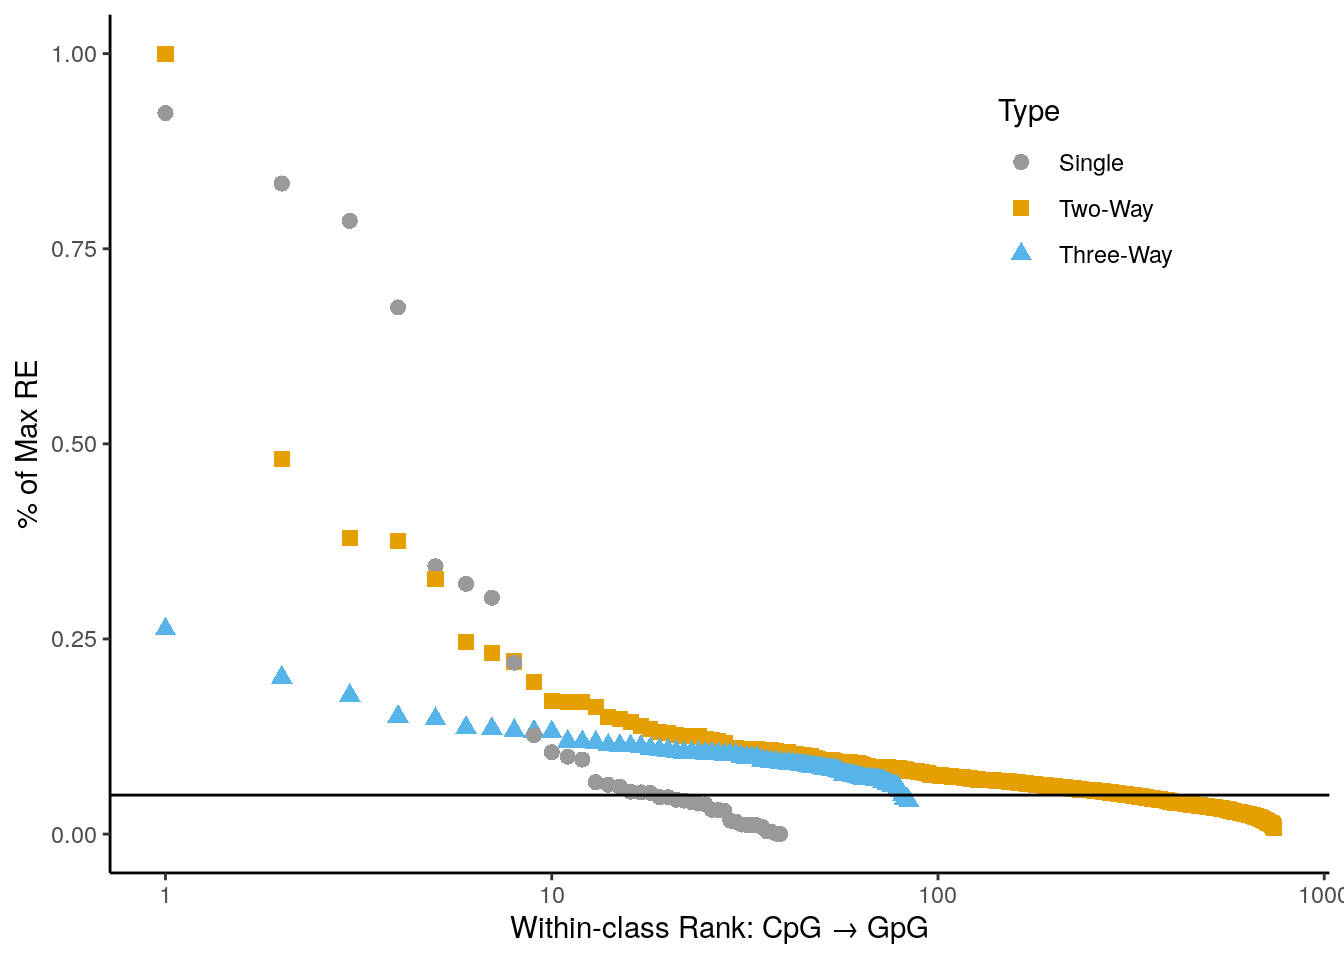 % of Max RE
1.00
0.75
0.50
0.25
0.00
Type
Single
Two-Way
Three-Way
1
10
100
1000
Within-class Rank: CpG → GpG